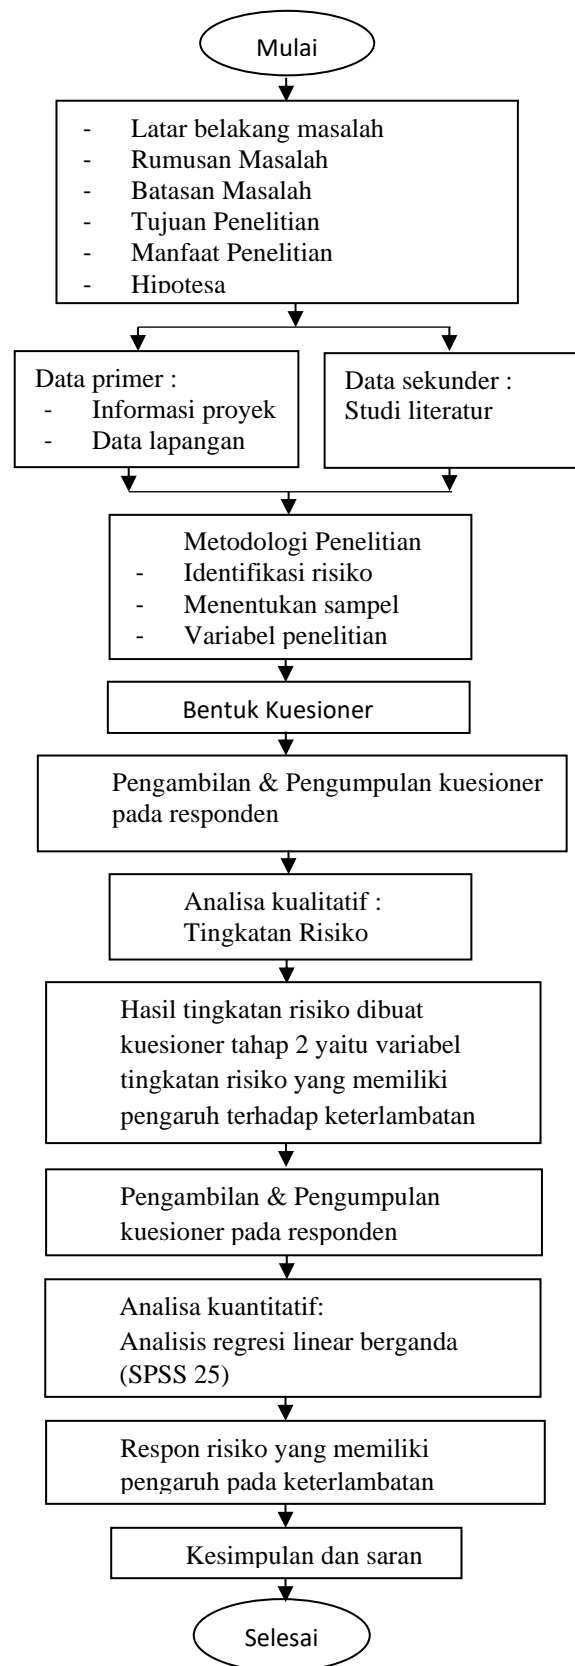 Mulai
- Latar belakang masalah
- Rumusan Masalah
- Batasan Masalah
- Tujuan Penelitian
- Manfaat Penelitian
- Hipotesa
Data primer :
- Informasi proyek
- Data lapangan
Data sekunder :
Studi literatur
Metodologi Penelitian
- Identifikasi risiko
- Menentukan sampel
- Variabel penelitian
Bentuk Kuesioner
Pengambilan & Pengumpulan kuesioner
pada responden
Analisa kualitatif :
Tingkatan Risiko
Hasil tingkatan risiko dibuat
kuesioner tahap 2 yaitu variabel
tingkatan risiko yang memiliki
pengaruh terhadap keterlambatan
Pengambilan & Pengumpulan
kuesioner pada responden
Analisa kuantitatif:
Analisis regresi linear berganda
(SPSS 25)
Respon risiko yang memiliki
pengaruh pada keterlambatan
Kesimpulan dan saran
Selesai